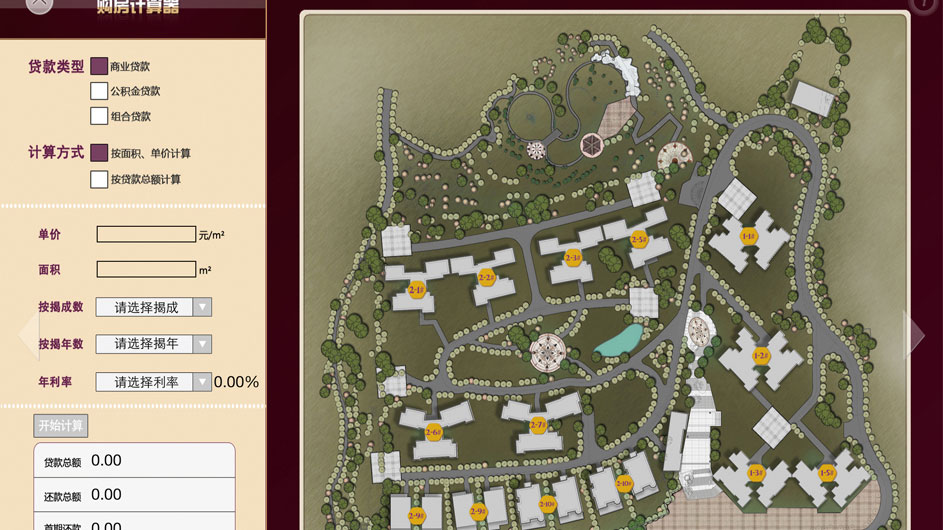 购房计算器
贷款类型
商业贷款
公积金贷款
组合贷款
计算方式
按面积、单价计算
按贷款总额计算
单价
元/m²
面积
m²
按揭成数
请选择揭成
按揭年数
请选择揭年
年利率
请选择利率
0.00%
开始计算
贷款总额 0.00
还款总额 0.00
首期还款 0.00
2-5#
1-1#
2-3#
2-2#
2-1#
1-2#
2-7#
2-6#
1-3#
1-5#
2-10#
2-10#
2-9#
2-9#